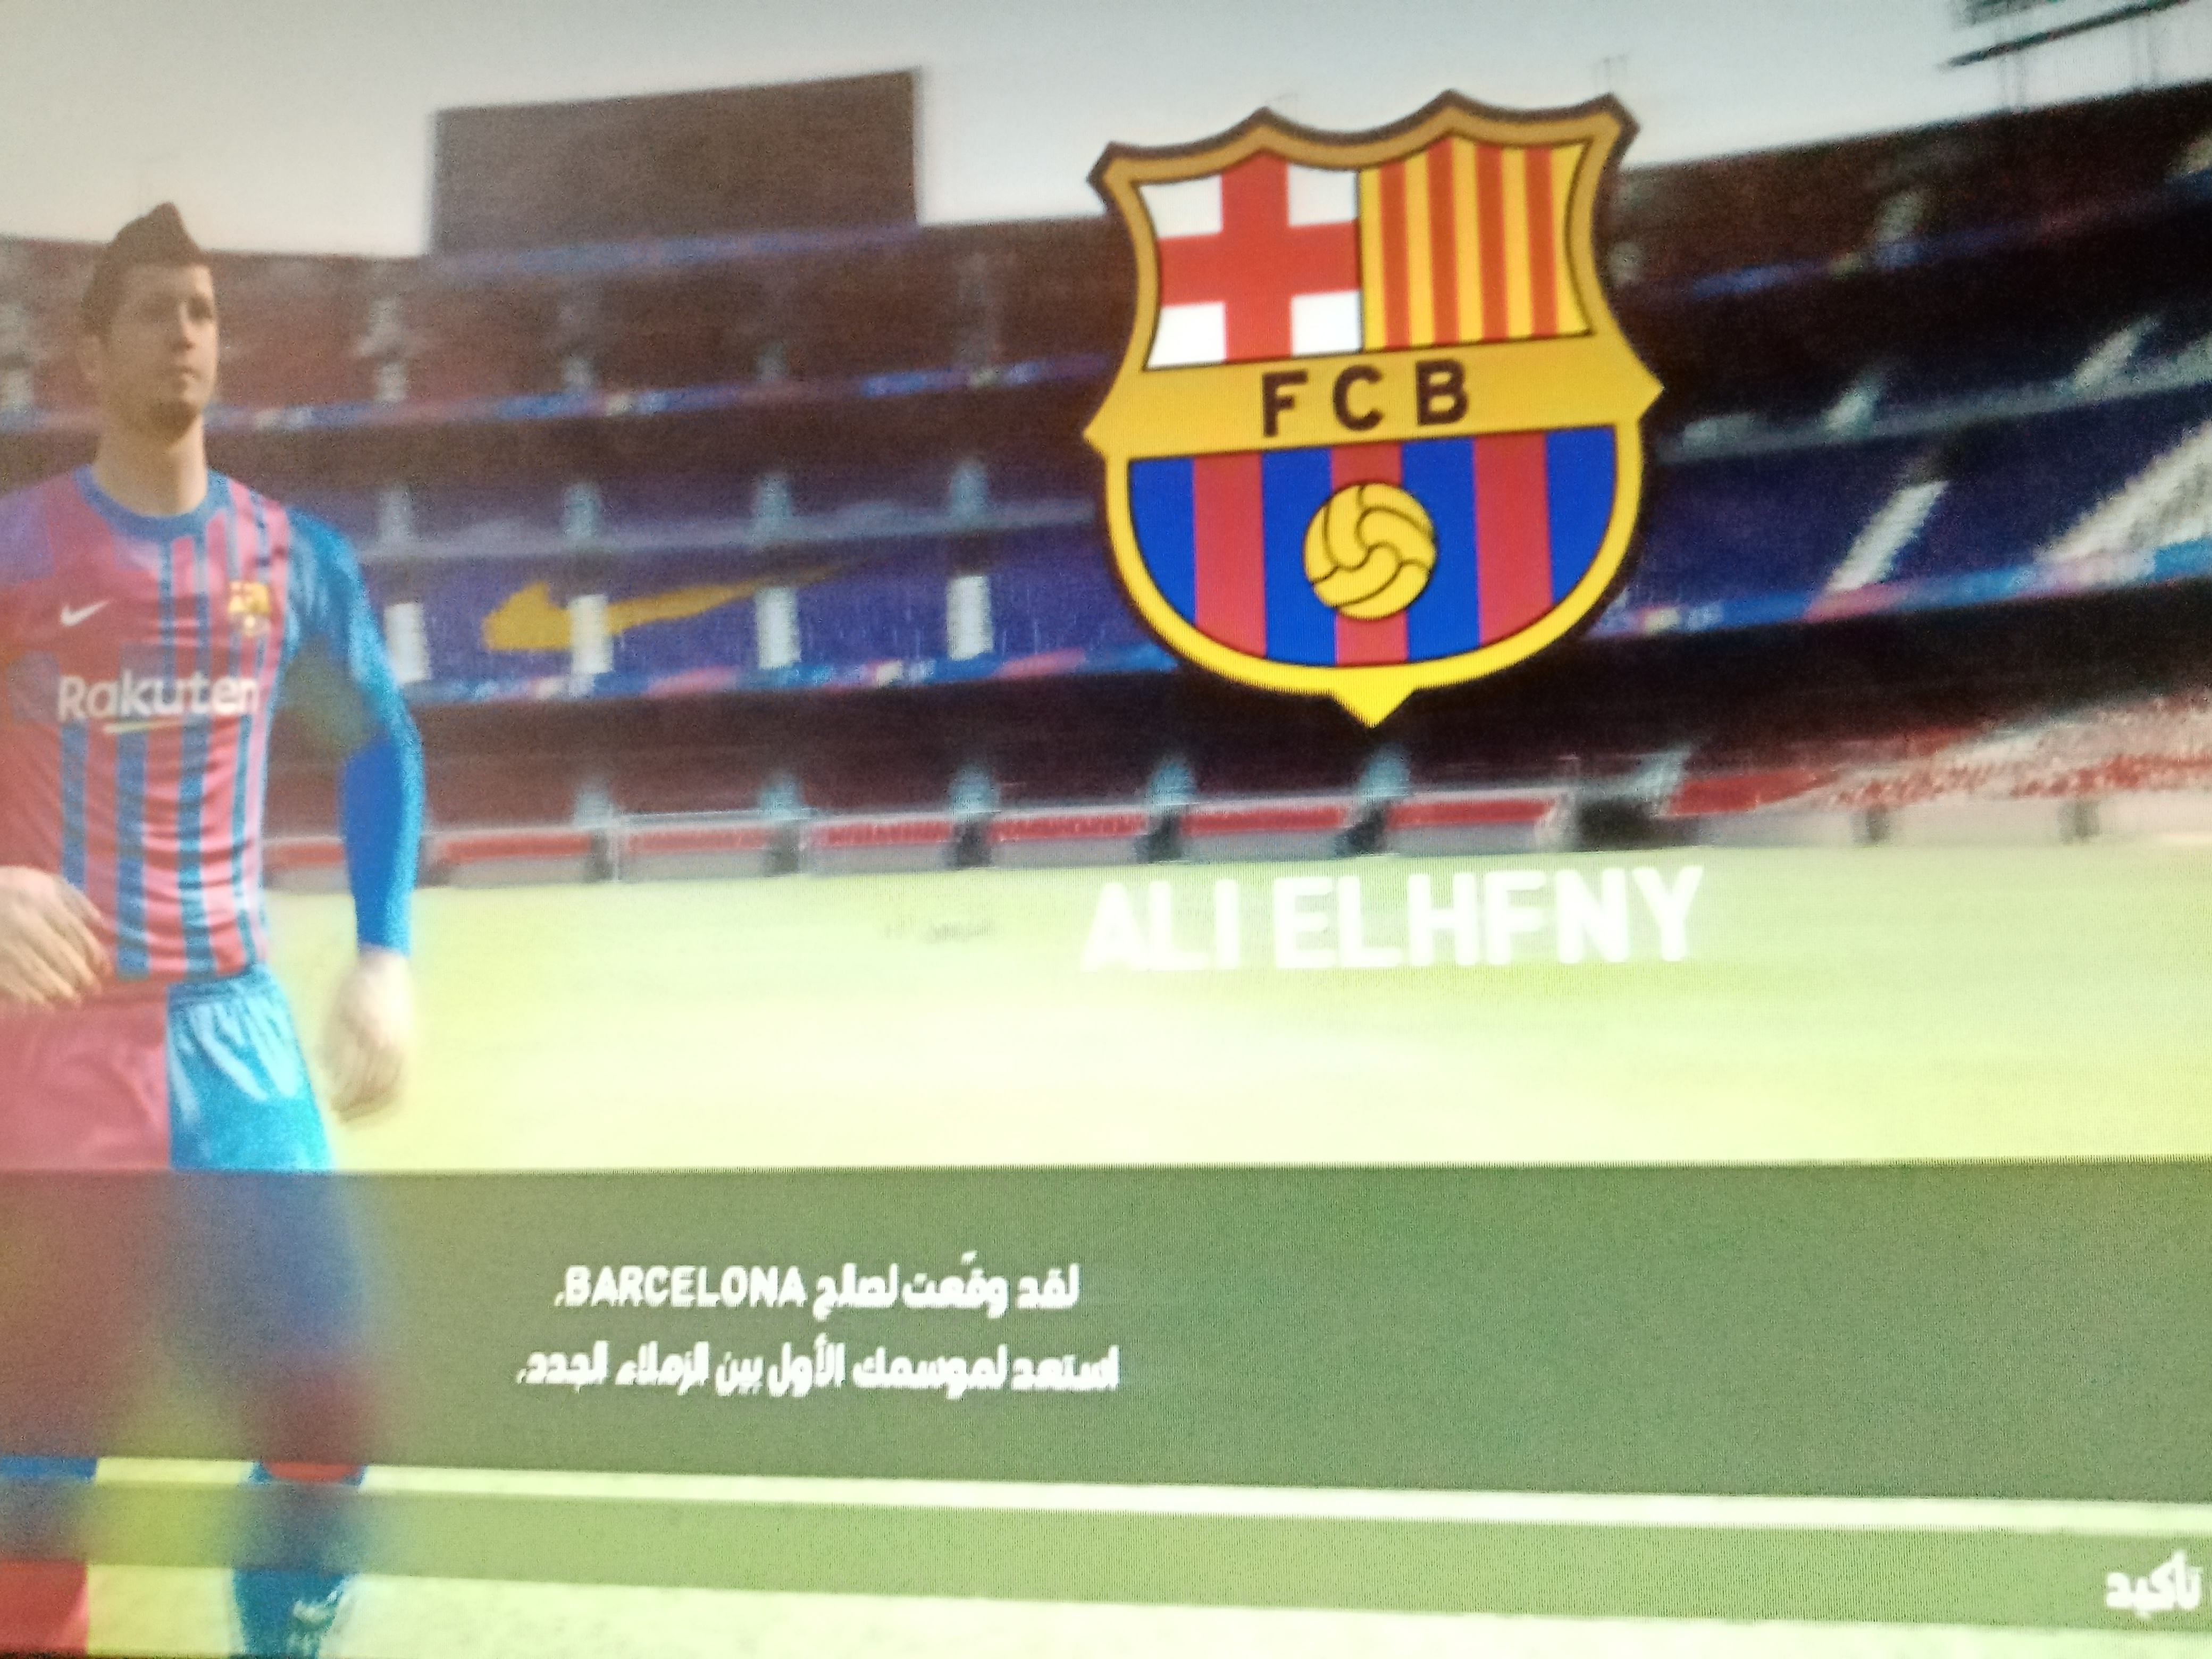 FCB
Rakuten
ALI ELHFNY
لقد وقّعت لصالح BARCELONA.
استعد لموسمك الأول بين الزملاء الجدد.
تأكيد